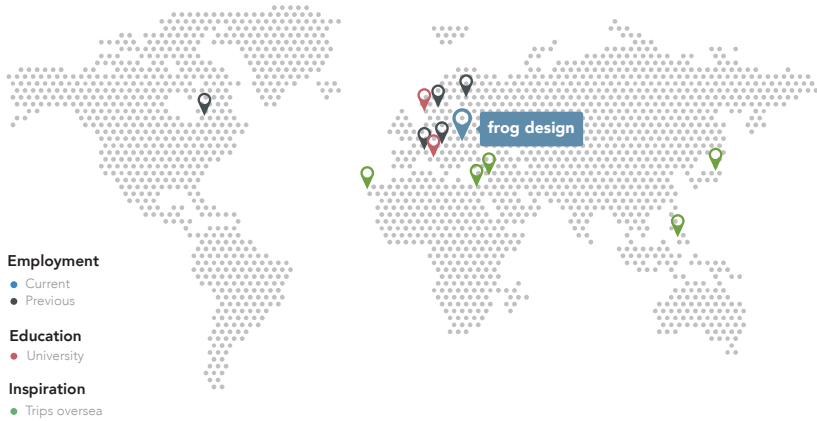 frog design
Employment
Current
Previous
Education
University
Inspiration
Trips oversea